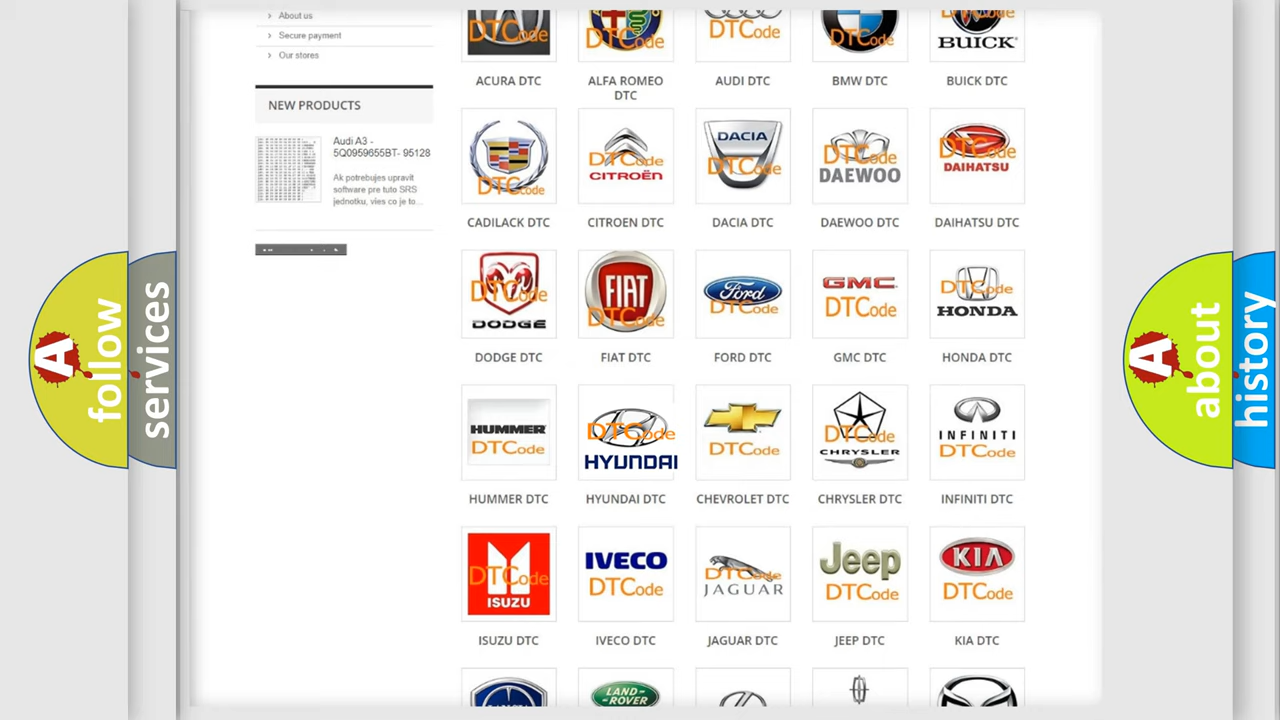 About us
Secure payment
Our stores
NEW PRODUCTS
Audi A3 -
5Q0959655BT- 95128
Ak potrebujes upravit
software pre tuto SRS
jednotku, vies co je to...
DTCode DTCode DTCode DTCode BUICK
ACURA DTC ALFA ROMEO DTC AUDI DTC BMW DTC BUICK DTC
DTCode DTCode CITROËN DACIA DTCode DTCode DAEWOO DTCode DAIHATSU
CADILACK DTC CITROEN DTC DACIA DTC DAEWOO DTC DAIHATSU DTC
DTCode DODGE FIAT DTCode Ford DTCode GMC DTCode DTCode HONDA
DODGE DTC FIAT DTC FORD DTC GMC DTC HONDA DTC
HUMMER DTCode DTCode HYUNDAI DTCode DTCode CHRYSLER INFINITI DTCode
HUMMER DTC HYUNDAI DTC CHEVROLET DTC CHRYSLER DTC INFINITI DTC
DTCode ISUZU IVECO DTCode DTCode JAGUAR Jeep DTCode KIA DTCode
ISUZU DTC IVECO DTC JAGUAR DTC JEEP DTC KIA DTC
LAND-ROVER
A follow
services
A about
history